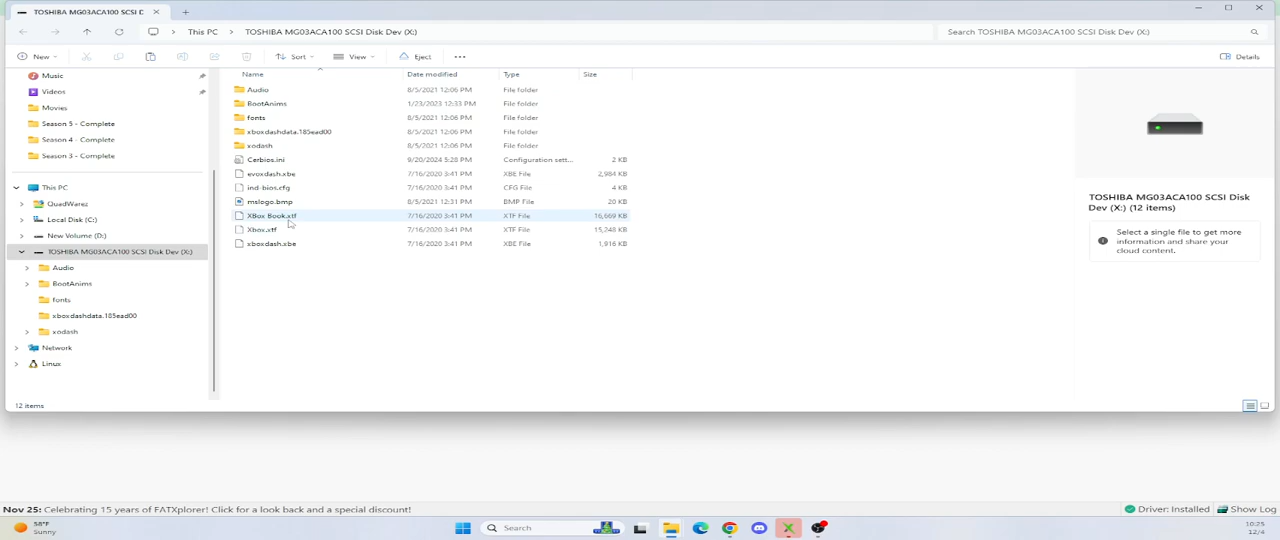 TOSHIBA MG03ACA100 SCSI D
This PC TOSHIBA MG03ACA100 SCSI Disk Dev (X:) Search TOSHIBA MG03ACA100 SCSI Disk Dev (X:)
New Sort View Eject Details
Music
Videos
Movies
Season 5 - Complete
Season 4 - Complete
Season 3 - Complete
This PC
QuadWarez
Local Disk (C:)
New Volume (D:)
TOSHIBA MG03ACA100 SCSI Disk Dev (X:)
Audio
BootAnims
fonts
xboxdashdata.185ead00
xodash
Network
Linux
Name Date modified Type Size
Audio 8/5/2021 12:06 PM File folder
BootAnims 1/23/2023 12:33 PM File folder
fonts 8/5/2021 12:06 PM File folder
xboxdashdata.185ead00 8/5/2021 12:06 PM File folder
xodash 8/5/2021 12:06 PM File folder
Cerbios.ini 9/20/2024 5:28 PM Configuration sett... 2 KB
evoxdash.xbe 7/16/2020 3:41 PM XBE File 2,984 KB
ind-bios.cfg 7/16/2020 3:41 PM CFG File 4 KB
mslogo.bmp 8/5/2021 12:31 PM BMP File 20 KB
XBox Book.xtf 7/16/2020 3:41 PM XTF File 16,669 KB
Xbox.xtf 7/16/2020 3:41 PM XTF File 15,248 KB
xboxdash.xbe 7/16/2020 3:41 PM XBE File 1,916 KB
TOSHIBA MG03ACA100 SCSI Disk
Dev (X:) (12 items)
Select a single file to get more
information and share your
cloud content.
12 items
Nov 25: Celebrating 15 years of FATXplorer! Click for a look back and a special discount!
Driver: Installed Show Log
58°F
Sunny
Search
10:25
12/4